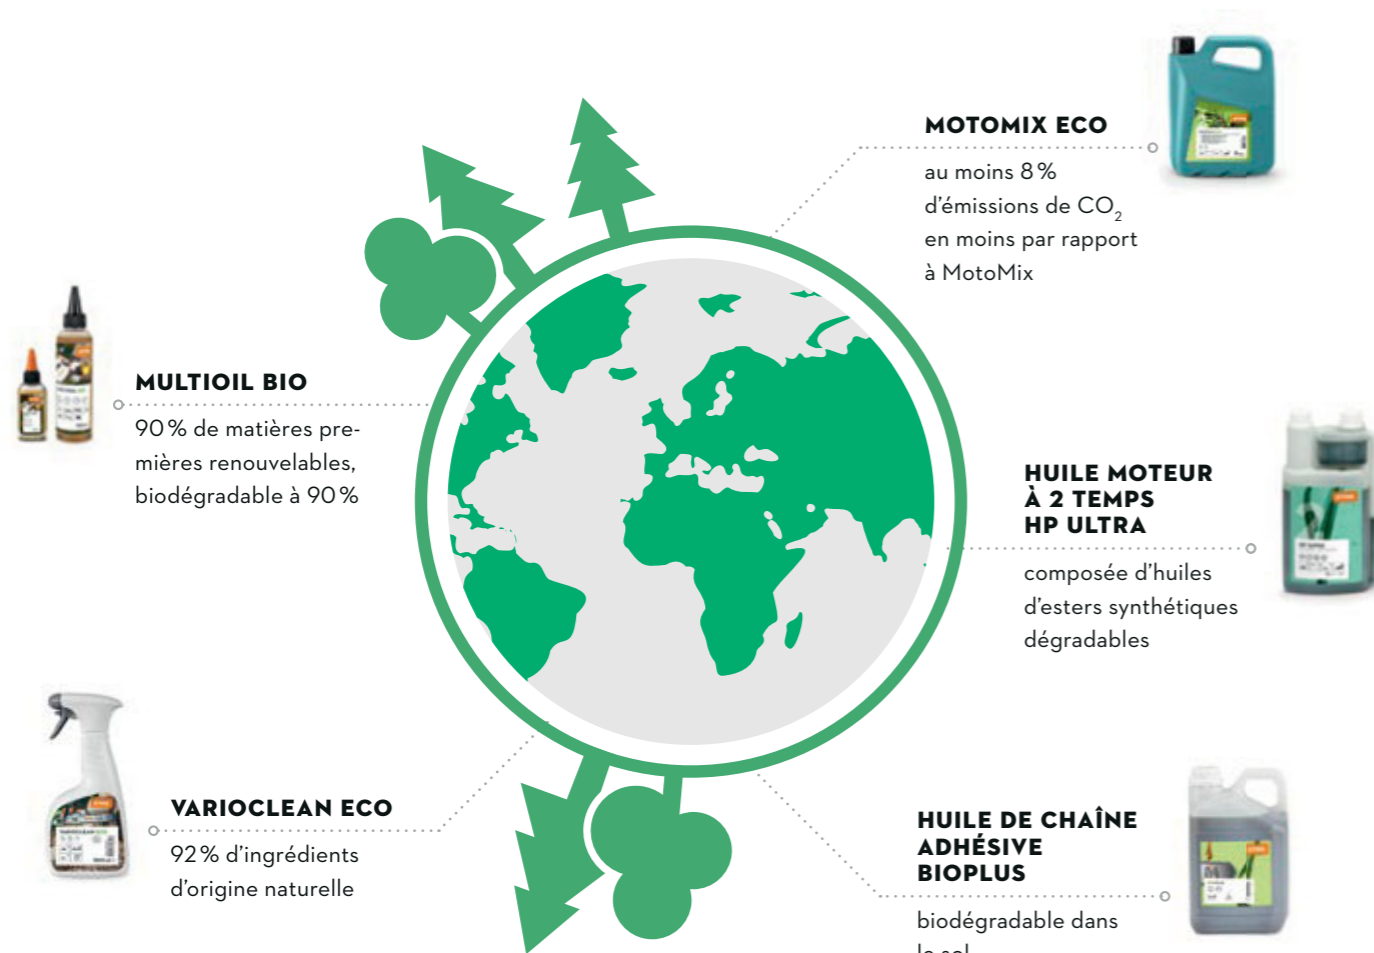 MOTOMIX ECO
au moins 8 %
d'émissions de CO₂
en moins par rapport
à MotoMix
MULTIOIL BIO
90 % de matières pre-
mières renouvelables,
biodégradable à 90 %
HUILE MOTEUR
À 2 TEMPS
HP ULTRA
composée d'huiles
d'esters synthétiques
dégradables
VARIOCLEAN ECO
92 % d'ingrédients
d'origine naturelle
HUILE DE CHAÎNE
ADHÉSIVE
BIOPLUS
biodégradable dans
le sol